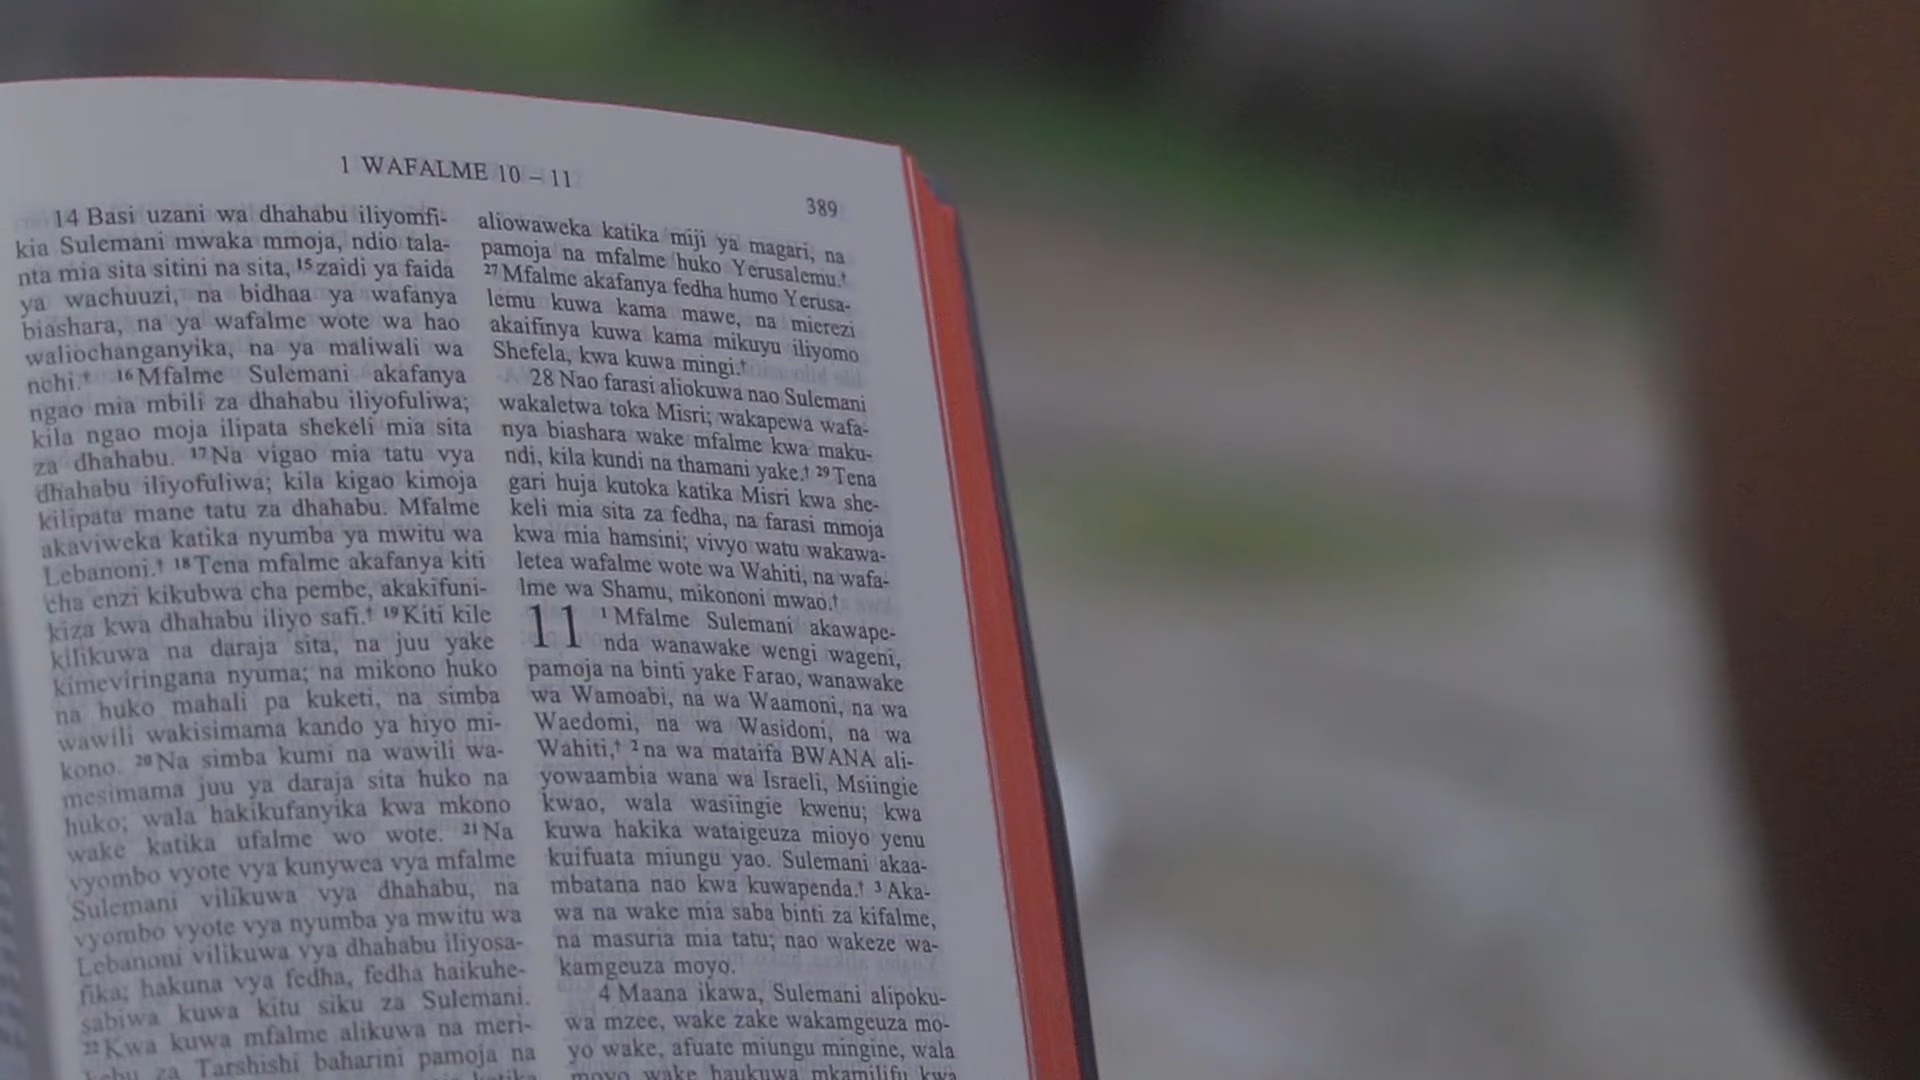 1 WAFALME 10 – 11
389
14 Basi uzani wa dhahabu iliyomfi-
kia Sulemani mwaka mmoja, ndio tala-
nta mia sita sitini na sita, 15 zaidi ya faida
ya wachuuzi, na bidhaa ya wafanya
biashara, na ya wafalme wote wa hao
waliochanganyika, na ya maliwali wa
nchi.† 16 Mfalme Sulemani akafanya
ngao mia mbili za dhahabu iliyofuliwa;
kila ngao moja ilipata shekeli mia sita
za dhahabu. 17 Na vigao mia tatu vya
dhahabu iliyofuliwa; kila kigao kimoja
kilipata mane tatu za dhahabu. Mfalme
akaviweka katika nyumba ya mwitu wa
Lebanoni.† 18 Tena mfalme akafanya kiti
cha enzi kikubwa cha pembe, akakifuni-
kiza kwa dhahabu iliyo safi.† 19 Kiti kile
kilikuwa na daraja sita, na juu yake
kimeviringana nyuma; na mikono huko
na huko mahali pa kuketi, na simba
wawili wakisimama kando ya hiyo mi-
kono. 20 Na simba kumi na wawili wa-
mesimama juu ya daraja sita huko na
huko; wala hakikufanyika kwa mkono
wake katika ufalme wo wote. 21 Na
vyombo vyote vya kunywea vya mfalme
Sulemani vilikuwa vya dhahabu, na
vyombo vyote vya nyumba ya mwitu wa
Lebanoni vilikuwa vya dhahabu iliyosa-
fika; hakuna vya fedha, fedha haikuhe-
sabiwa kuwa kitu siku za Sulemani.
22 Kwa kuwa mfalme alikuwa na meri-
kebu za Tarshishi baharini pamoja na
katika
aliowaweka katika miji ya magari, na
pamoja na mfalme huko Yerusalemu.†
27 Mfalme akafanya fedha humo Yerusa-
lemu kuwa kama mawe, na mierezi
akaifinya kuwa kama mikuyu iliyomo
Shefela, kwa kuwa mingi.†
28 Nao farasi aliokuwa nao Sulemani
wakaletwa toka Misri; wakapewa wafa-
nya biashara wake mfalme kwa maku-
ndi, kila kundi na thamani yake.† 29 Tena
gari huja kutoka katika Misri kwa she-
keli mia sita za fedha, na farasi mmoja
kwa mia hamsini; vivyo watu wakawa-
letea wafalme wote wa Wahiti, na wafa-
lme wa Shamu, mikononi mwao.†
11 1 Mfalme Sulemani akawape-
nda wanawake wengi wageni,
pamoja na binti yake Farao, wanawake
wa Wamoabi, na wa Waamoni, na wa
Waedomi, na wa Wasidoni, na wa
Wahiti,† 2 na wa mataifa BWANA ali-
yowaambia wana wa Israeli, Msiingie
kwao, wala wasiingie kwenu; kwa
kuwa hakika wataigeuza mioyo yenu
kuifuata miungu yao. Sulemani akaa-
mbatana nao kwa kuwapenda.† 3 Aka-
wa na wake mia saba binti za kifalme,
na masuria mia tatu; nao wakeze wa-
kamgeuza moyo.
4 Maana ikawa, Sulemani alipoku-
wa mzee, wake zake wakamgeuza mo-
yo wake, afuate miungu mingine, wala
moyo wake haukuwa mkamilifu kwa